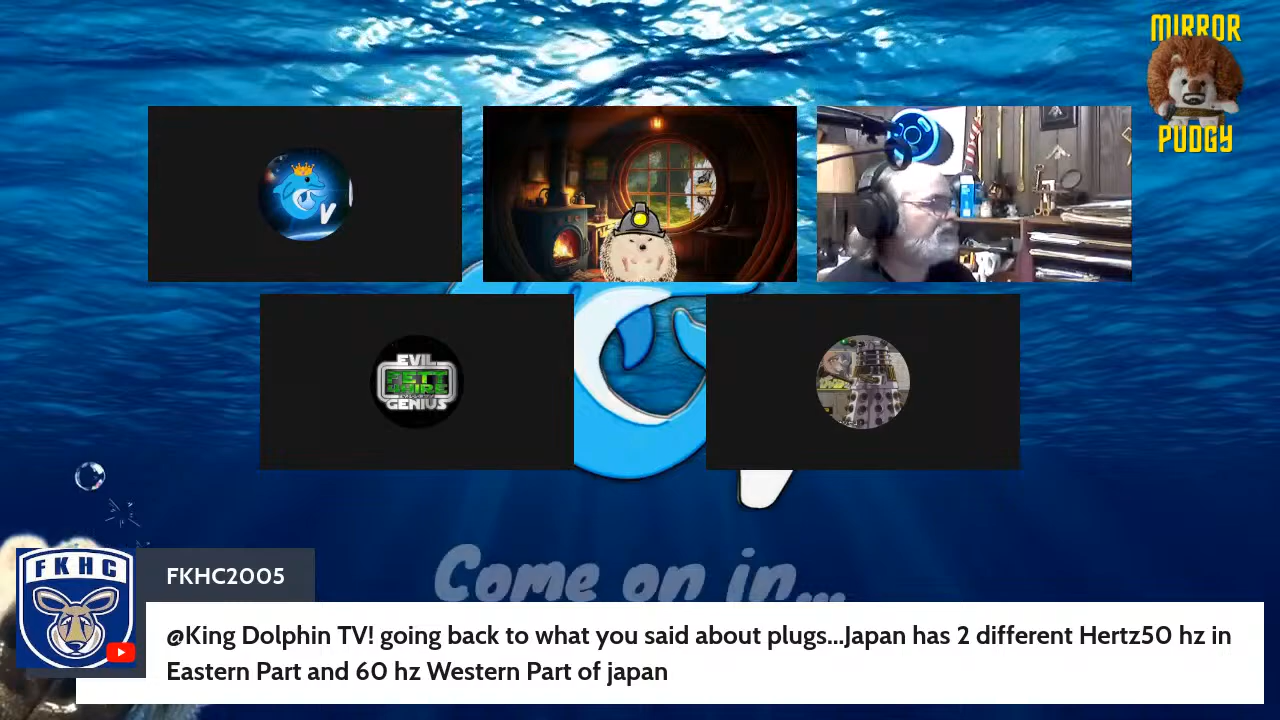 MIRROR
PUDGY
V
EVIL
PETT
GENIUS
Come on in...
FKHC
FKHC2005
@King Dolphin TV! going back to what you said about plugs...Japan has 2 different Hertz50 hz in
Eastern Part and 60 hz Western Part of japan